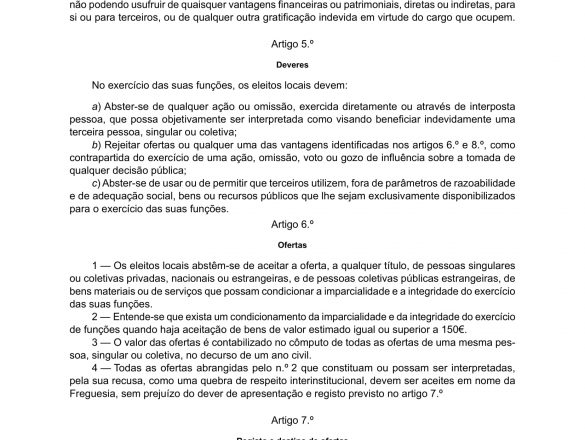 não podendo usufruir de quaisquer vantagens financeiras ou patrimoniais, diretas ou indiretas, para
si ou para terceiros, ou de qualquer outra gratificação indevida em virtude do cargo que ocupem.
Artigo 5.º
Deveres
No exercício das suas funções, os eleitos locais devem:
a) Abster-se de qualquer ação ou omissão, exercida diretamente ou através de interposta
pessoa, que possa objetivamente ser interpretada como visando beneficiar indevidamente uma
terceira pessoa, singular ou coletiva;
b) Rejeitar ofertas ou qualquer uma das vantagens identificadas nos artigos 6.º e 8.º, como
contrapartida do exercício de uma ação, omissão, voto ou gozo de influência sobre a tomada de
qualquer decisão pública;
c) Abster-se de usar ou de permitir que terceiros utilizem, fora de parâmetros de razoabilidade
e de adequação social, bens ou recursos públicos que lhe sejam exclusivamente disponibilizados
para o exercício das suas funções.
Artigo 6.º
Ofertas
1 — Os eleitos locais abstêm-se de aceitar a oferta, a qualquer título, de pessoas singulares
ou coletivas privadas, nacionais ou estrangeiras, e de pessoas coletivas públicas estrangeiras, de
bens materiais ou de serviços que possam condicionar a imparcialidade e a integridade do exercício
das suas funções.
2 — Entende-se que exista um condicionamento da imparcialidade e da integridade do exercício
de funções quando haja aceitação de bens de valor estimado igual ou superior a 150€.
3 — O valor das ofertas é contabilizado no cômputo de todas as ofertas de uma mesma pes-
soa, singular ou coletiva, no decurso de um ano civil.
4 — Todas as ofertas abrangidas pelo n.º 2 que constituam ou possam ser interpretadas,
pela sua recusa, como uma quebra de respeito interinstitucional, devem ser aceites em nome da
Freguesia, sem prejuízo do dever de apresentação e registo previsto no artigo 7.º
Artigo 7.º
Registo e destino de ofertas